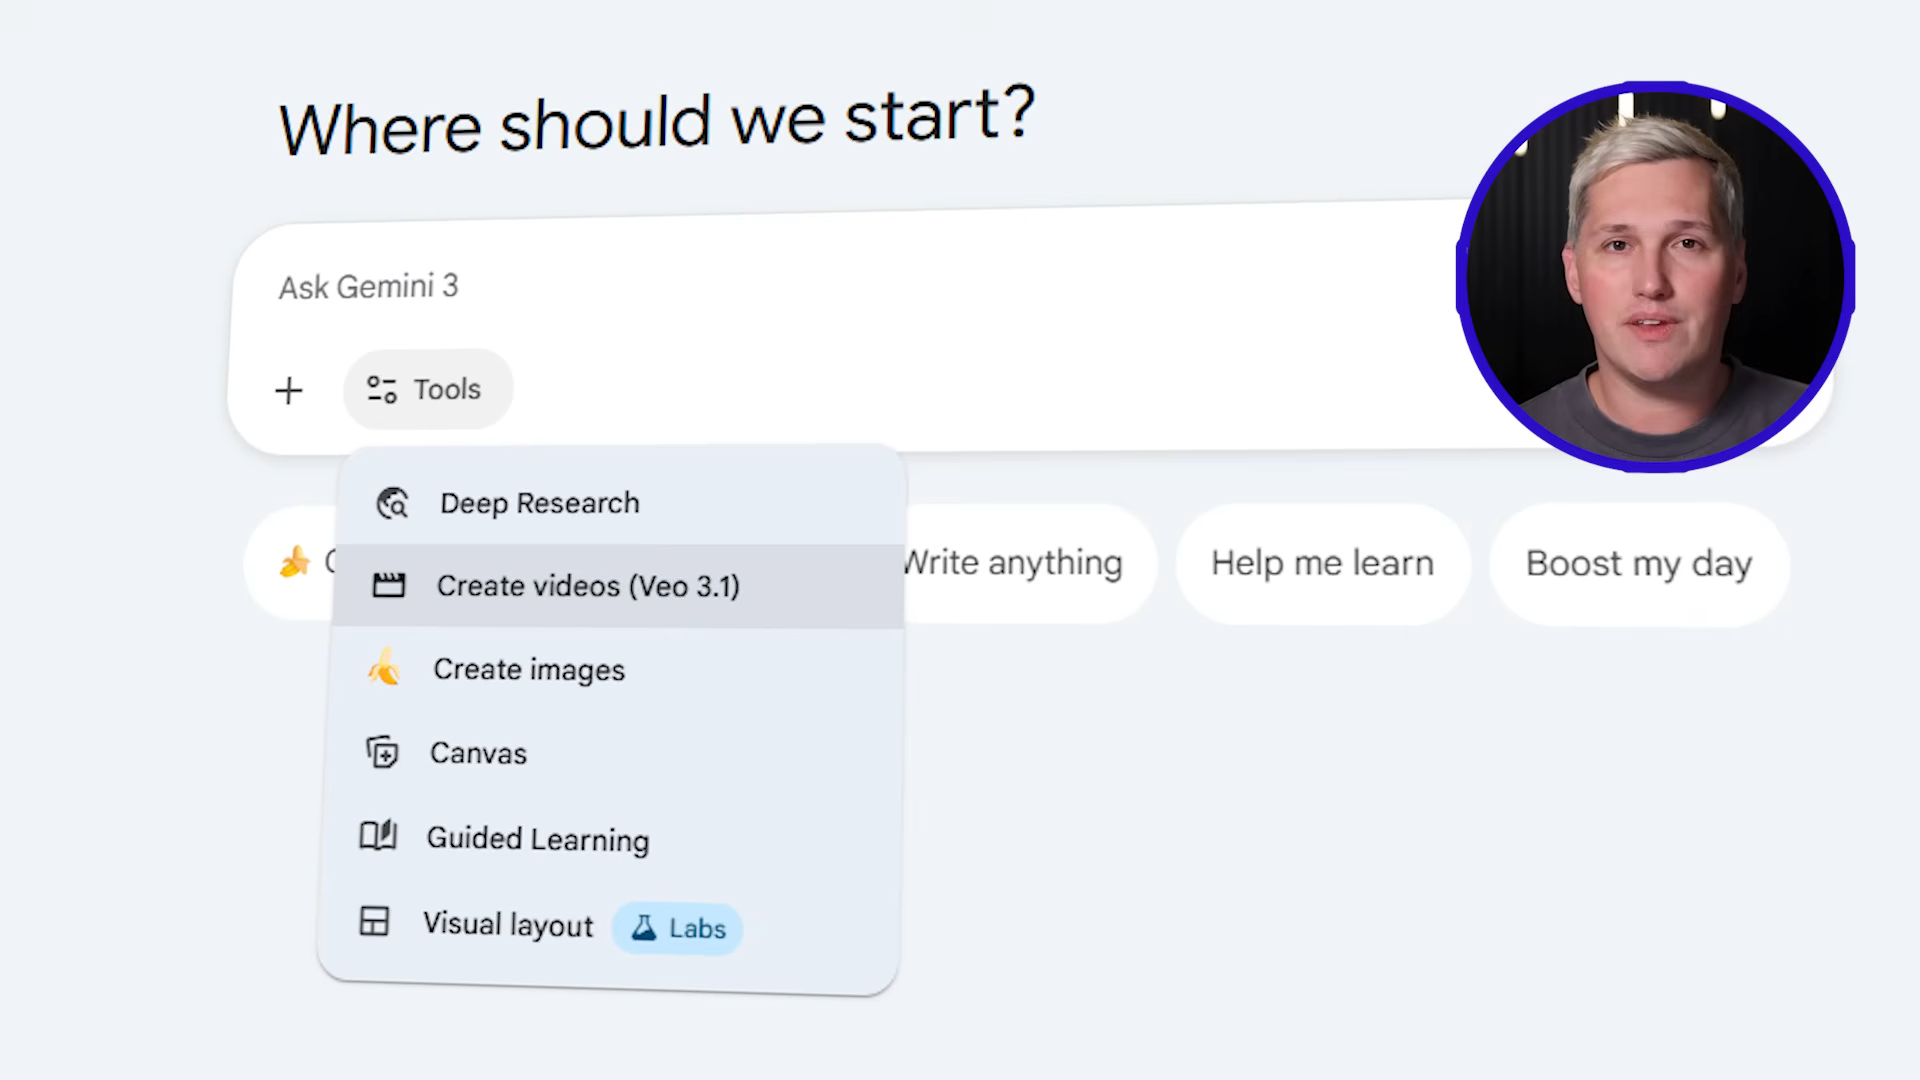 Where should we start?
Ask Gemini 3
Tools
Deep Research
Create videos (Veo 3.1)
Write anything
Help me learn
Boost my day
Create images
Canvas
Guided Learning
Visual layout
Labs